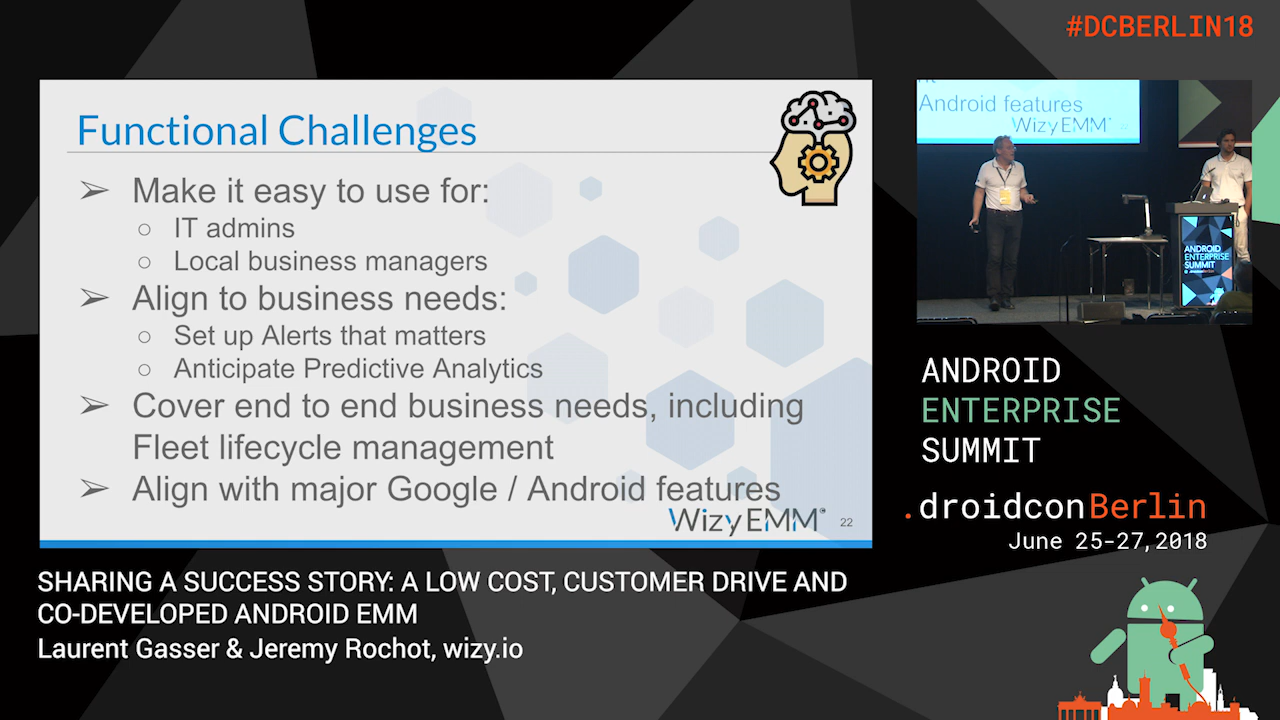 #DCBERLIN18
Functional Challenges
➢ Make it easy to use for:
○ IT admins
○ Local business managers
➢ Align to business needs:
○ Set up Alerts that matters
○ Anticipate Predictive Analytics
➢ Cover end to end business needs, including
Fleet lifecycle management
➢ Align with major Google / Android features
WizyEMM
22
Android features
WizyEMM
ANDROID
ENTERPRISE
SUMMIT
ANDROID
ENTERPRISE
SUMMIT
.droidconBerlin
June 25-27, 2018
SHARING A SUCCESS STORY: A LOW COST, CUSTOMER DRIVE AND
CO-DEVELOPED ANDROID EMM
Laurent Gasser & Jeremy Rochot, wizy.io